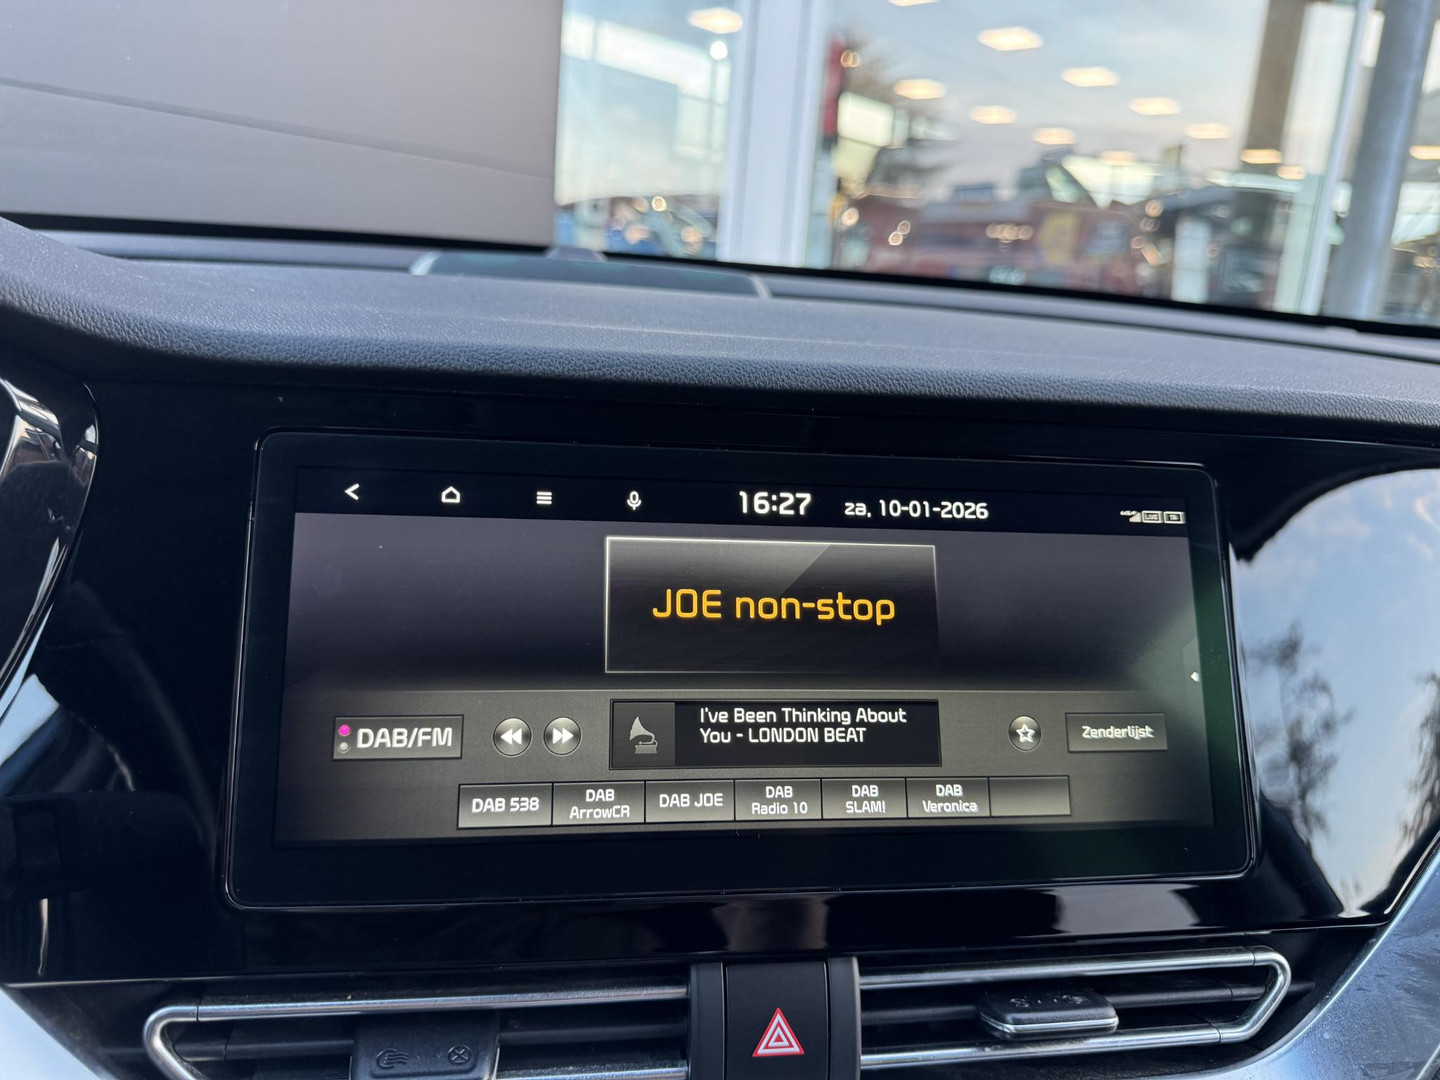 16:27 za, 10-01-2026
JOE non-stop
DAB/FM
I've Been Thinking About
You - LONDON BEAT
Zenderlijst
DAB 538
DAB
ArrowCR
DAB JOE
DAB
Radio 10
DAB
SLAM!
DAB
Veronica